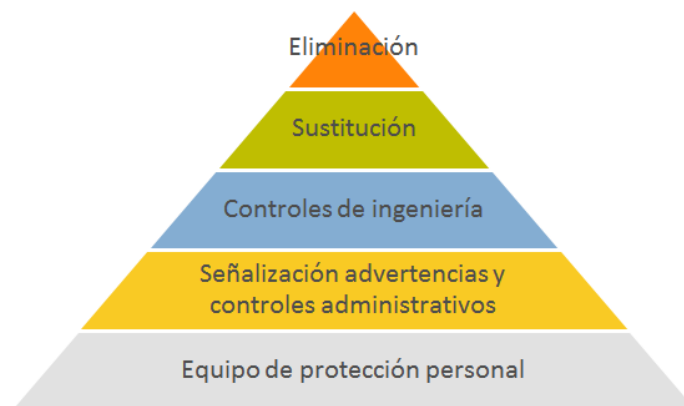 Eliminación
Sustitución
Controles de ingeniería
Señalización advertencias y
controles administrativos
Equipo de protección personal